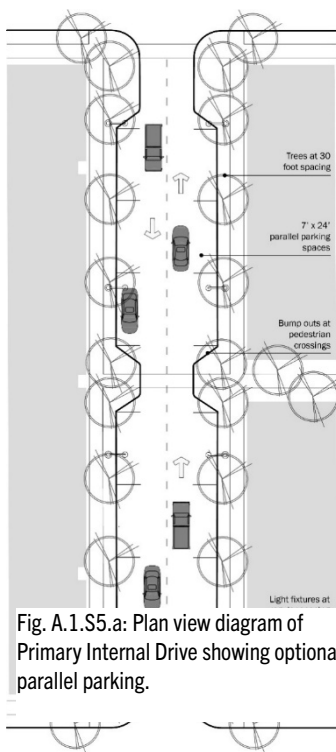 Trees at 30
foot spacing
7' x 24'
parallel parking
spaces
Bump outs at
pedestrian
crossings
Light fixtures at
Fig. A.1.S5.a: Plan view diagram of
Primary Internal Drive showing optiona
parallel parking.